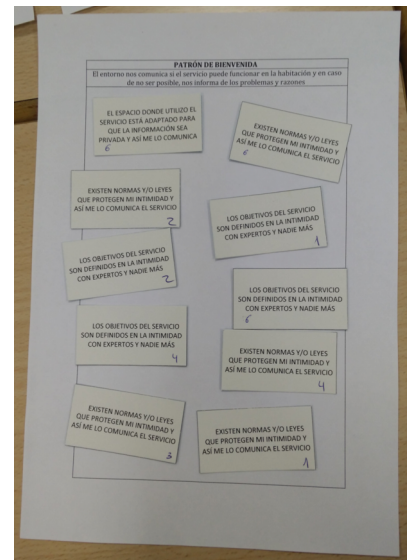 PATRÓN DE BIENVENIDA
El entorno nos comunica si el servicio puede funcionar en la habitación y en caso
de no ser posible, nos informa de los problemas y razones
EL ESPACIO DONDE UTILIZO EL
SERVICIO ESTÁ ADAPTADO PARA
QUE LA INFORMACIÓN SEA
PRIVADA Y ASÍ ME LO COMUNICA
6
EXISTEN NORMAS Y/O LEYES
QUE PROTEGEN MI INTIMIDAD Y
ASÍ ME LO COMUNICA EL SERVICIO
6
EXISTEN NORMAS Y/O LEYES
QUE PROTEGEN MI INTIMIDAD Y
ASÍ ME LO COMUNICA EL SERVICIO
2
LOS OBJETIVOS DEL SERVICIO
SON DEFINIDOS EN LA INTIMIDAD
CON EXPERTOS Y NADIE MÁS
1
LOS OBJETIVOS DEL SERVICIO
SON DEFINIDOS EN LA INTIMIDAD
CON EXPERTOS Y NADIE MÁS
2
LOS OBJETIVOS DEL SERVICIO
SON DEFINIDOS EN LA INTIMIDAD
CON EXPERTOS Y NADIE MÁS
6
LOS OBJETIVOS DEL SERVICIO
SON DEFINIDOS EN LA INTIMIDAD
CON EXPERTOS Y NADIE MÁS
4
EXISTEN NORMAS Y/O LEYES
QUE PROTEGEN MI INTIMIDAD Y
ASÍ ME LO COMUNICA EL SERVICIO
4
EXISTEN NORMAS Y/O LEYES
QUE PROTEGEN MI INTIMIDAD Y
ASÍ ME LO COMUNICA EL SERVICIO
3
EXISTEN NORMAS Y/O LEYES
QUE PROTEGEN MI INTIMIDAD Y
ASÍ ME LO COMUNICA EL SERVICIO
1